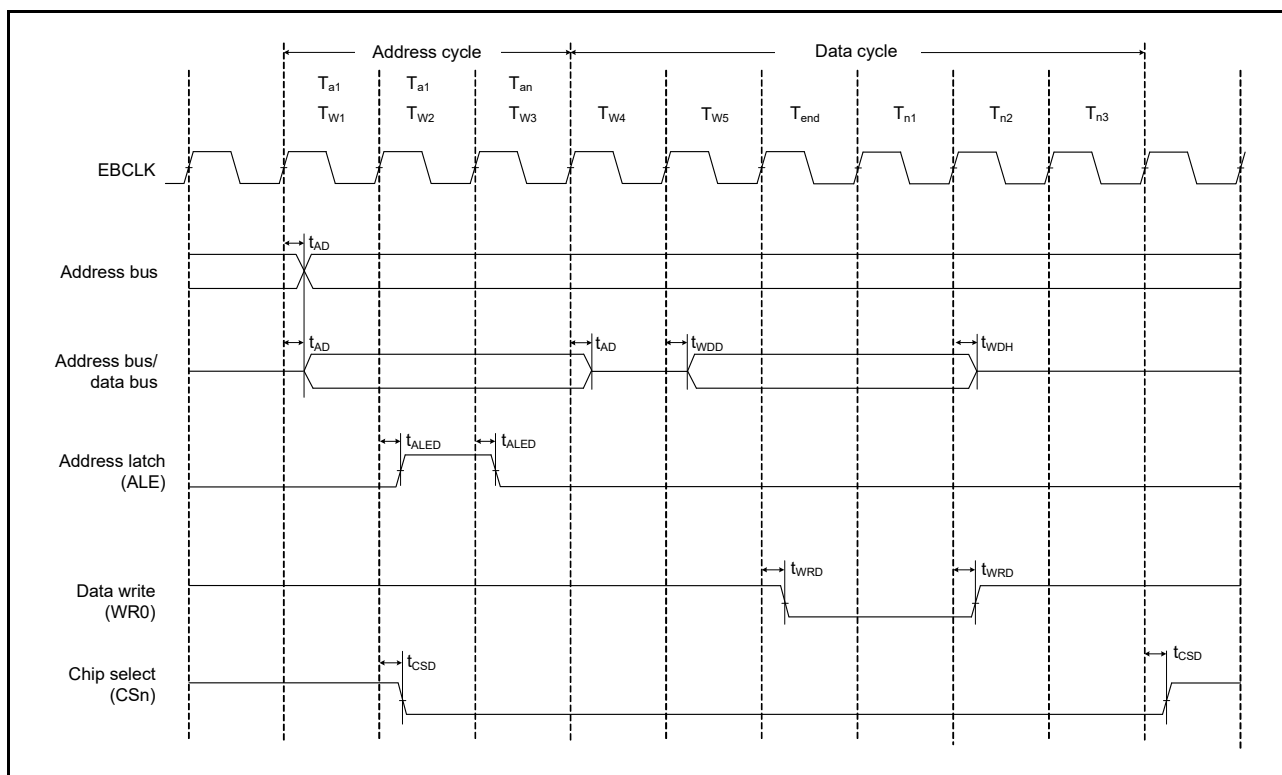 Address cycle Data cycle
Ta1 Ta1 Tan
TW1 TW2 TW3 TW4 TW5 Tend Tn1 Tn2 Tn3
EBCLK
tAD
Address bus
tAD tAD tWDD tWDH
Address bus/
data bus
tALED tALED
Address latch
(ALE)
tWRD tWRD
Data write
(WR0)
tCSD tCSD
Chip select
(CSn)